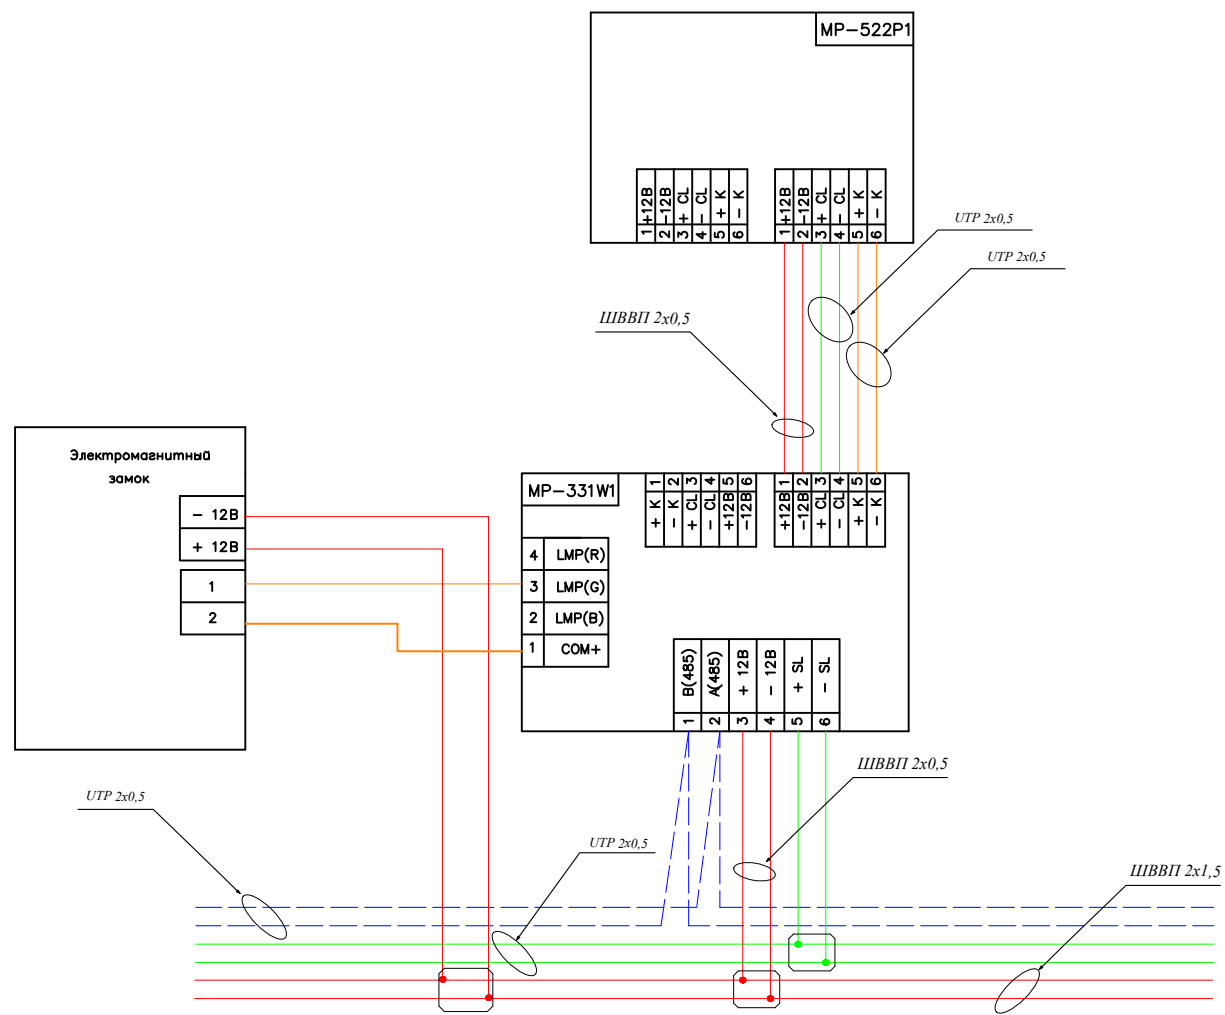 MP-522P1
1 +12В
2 -12В
3 + CL
4 - CL
5 + K
6 - K
1 +12В
2 -12В
3 + CL
4 - CL
5 + K
6 - K
UTP 2x0,5
UTP 2x0,5
ШВВП 2x0,5
Электромагнитный
замок
- 12В
+ 12В
1
2
MP-331W1
+ K 1
- K 2
+ CL 3
- CL 4
+12В 5
-12В 6
+12В 1
-12В 2
+ CL 3
- CL 4
+ K 5
- K 6
4 LMP(R)
3 LMP(G)
2 LMP(B)
1 COM+
1 B(485)
2 A(485)
3 + 12В
4 - 12В
5 + SL
6 - SL
ШВВП 2x0,5
UTP 2x0,5
UTP 2x0,5
ШВВП 2x1,5